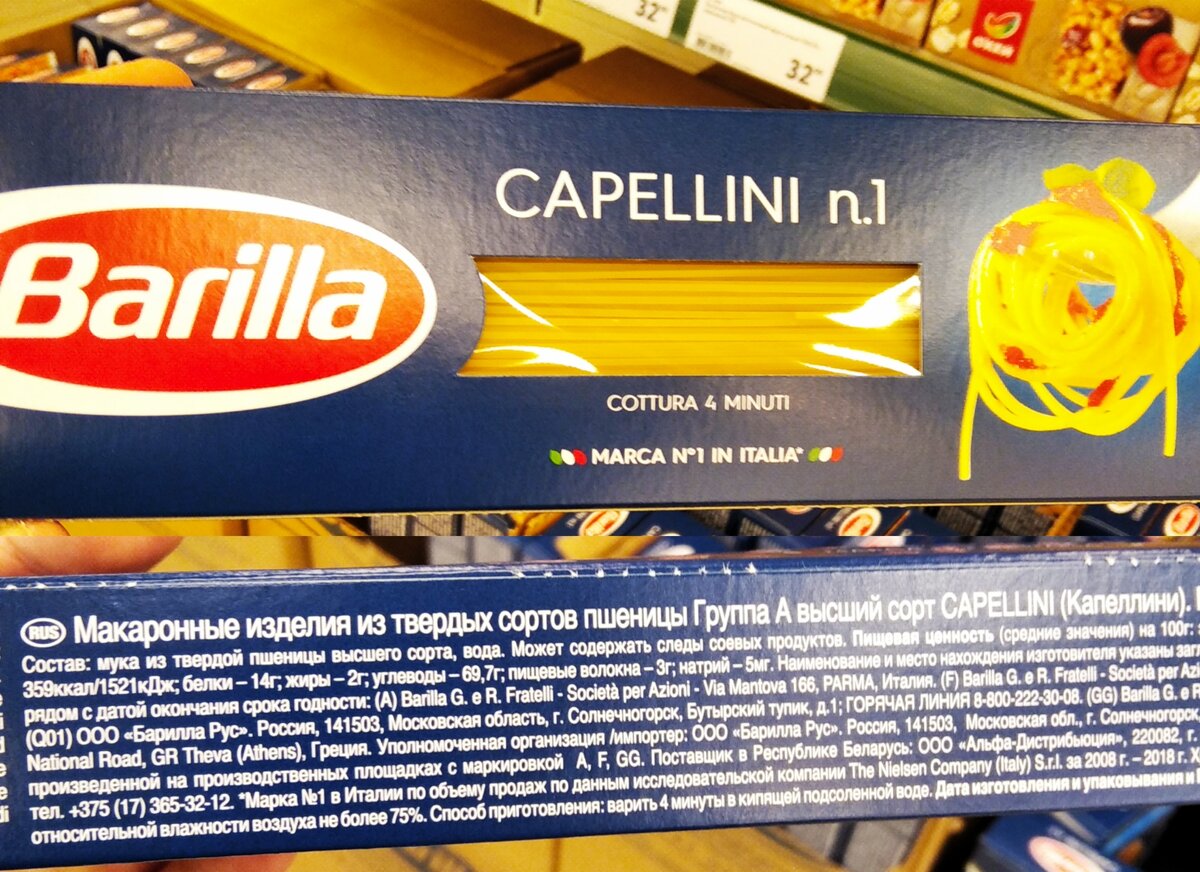 32
32
CAPELLINI n.1
Barilla
COTTURA 4 MINUTI
MARCA N°1 IN ITALIA*
RUS Макаронные изделия из твердых сортов пшеницы Группа А высший сорт CAPELLINI (Капеллини).
Состав: мука из твердой пшеницы высшего сорта, вода. Может содержать следы соевых продуктов. Пищевая ценность (средние значения) на 100г:
359ккал/1521кДж; белки – 14г; жиры – 2г; углеводы – 69,7г; пищевые волокна – 3г; натрий – 5мг. Наименование и место нахождения изготовителя указаны
рядом с датой окончания срока годности: (A) Barilla G. e R. Fratelli - Società per Azioni - Via Mantova 166, PARMA, Италия. (F) Barilla G. e R. Fratelli - Società per
(Q01) ООО «Барилла Рус». Россия, 141503, Московская область, г. Солнечногорск, Бутырский тупик, д.1; ГОРЯЧАЯ ЛИНИЯ 8-800-222-30-08. (GG) Barilla G. e
National Road, GR Theva (Athens), Греция. Уполномоченная организация /импортер: ООО «Барилла Рус». Россия, 141503, Московская обл., г. Солнечногорск
произведенной на производственных площадках с маркировкой A, F, GG. Поставщик в Республике Беларусь: ООО «Альфа-Дистрибьюция», 220082, г.
тел. +375 (17) 365-32-12. *Марка №1 в Италии по объему продаж по данным исследовательской компании The Nielsen Company (Italy) S.r.l. за 2008 г. – 2018 г.
относительной влажности воздуха не более 75%. Способ приготовления: варить 4 минуты в кипящей подсоленной воде. Дата изготовления и упаковывания и